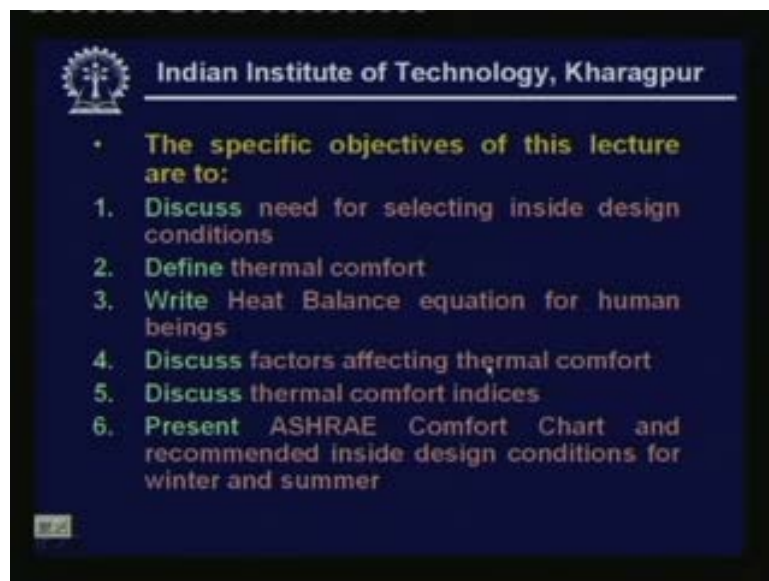 Indian Institute of Technology, Kharagpur
• The specific objectives of this lecture
are to:
1. Discuss need for selecting inside design
conditions
2. Define thermal comfort
3. Write Heat Balance equation for human
beings
4. Discuss factors affecting thermal comfort
5. Discuss thermal comfort indices
6. Present ASHRAE Comfort Chart and
recommended inside design conditions for
winter and summer